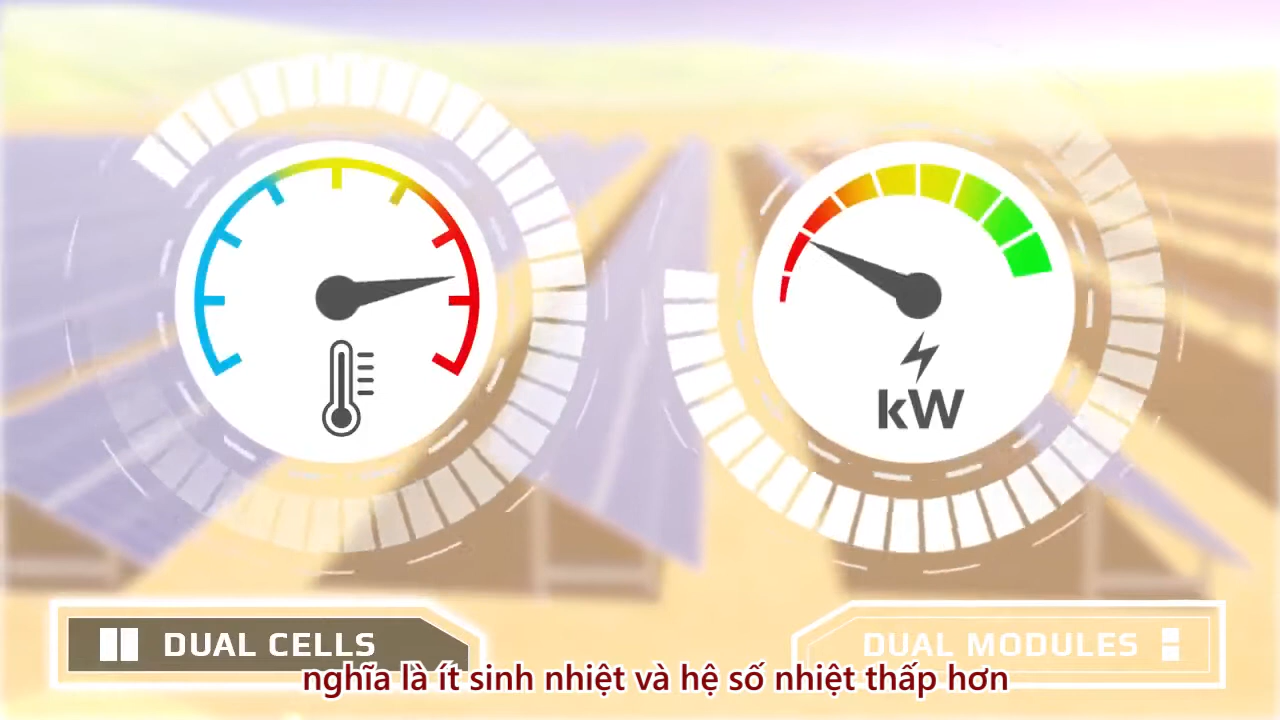 kW
DUAL CELLS
DUAL MODULES
nghĩa là ít sinh nhiệt và hệ số nhiệt thấp hơn